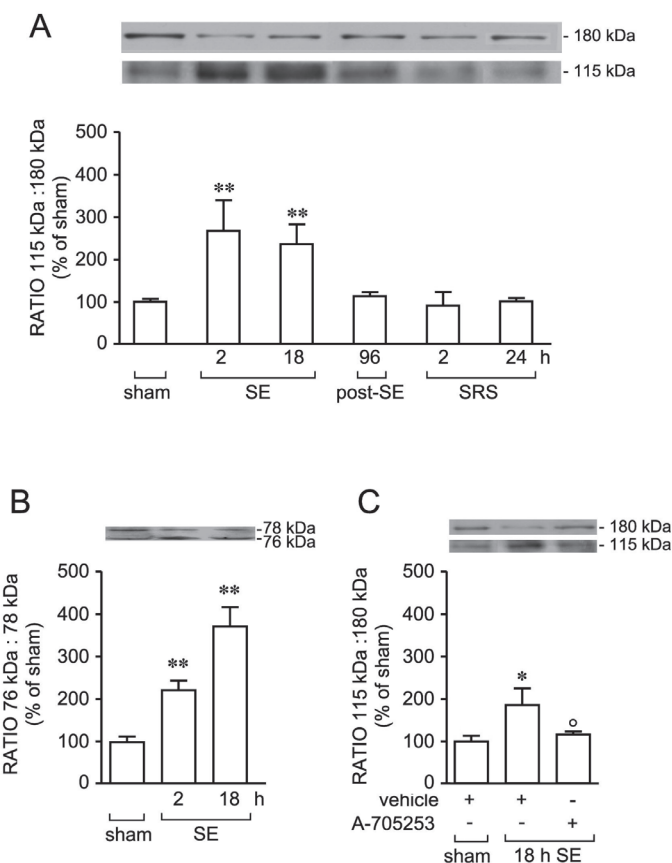 A
- 180 kDa
- 115 kDa
RATIO 115 kDa :180 kDa
(% of sham)
500
400
300
200
100
0
** **
2 18 96 2 24 h
sham SE post-SE SRS
B
-78 kDa
-76 kDa
RATIO 76 kDa : 78 kDa
(% of sham)
500
400
300
200
100
0
**
**
2 18 h
sham SE
C
- 180 kDa
- 115 kDa
RATIO 115 kDa :180 kDa
(% of sham)
500
400
300
200
100
0
*
○
vehicle + + -
A-705253 - - +
sham 18 h SE